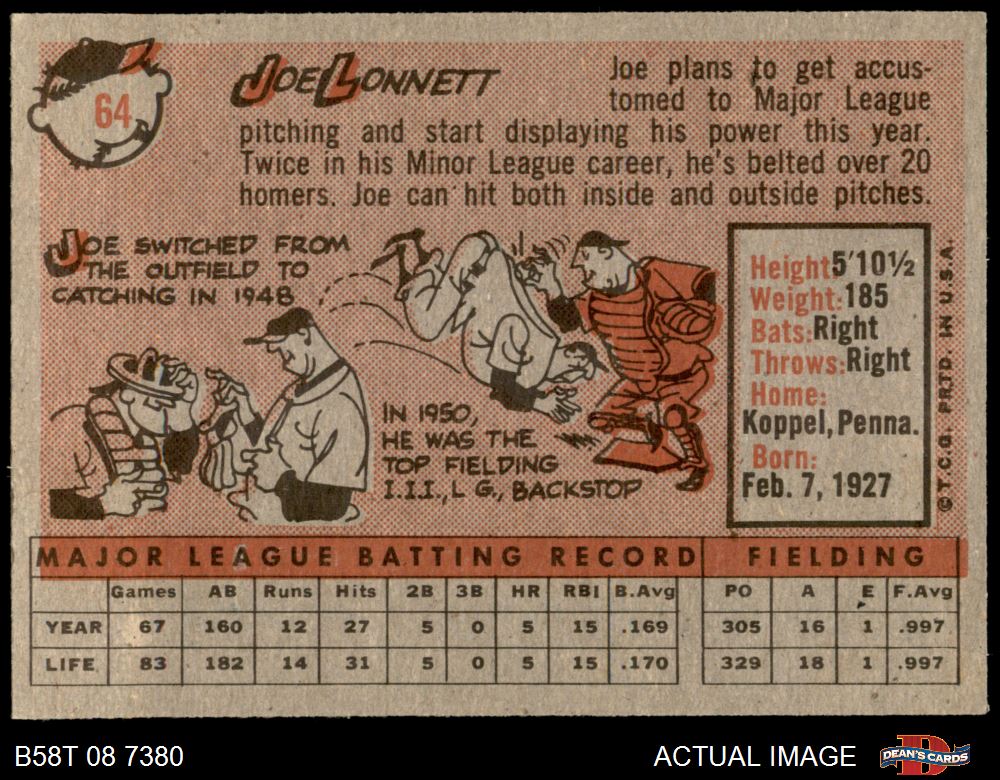 64
JOE LONNETT
Joe plans to get accus-
tomed to Major League
pitching and start displaying his power this year.
Twice in his Minor League career, he's belted over 20
homers. Joe can hit both inside and outside pitches.
JOE SWITCHED FROM
THE OUTFIELD TO
CATCHING IN 1948
IN 1950,
HE WAS THE
TOP FIELDING
I.I.I., L G., BACKSTOP
Height: 5'10½
Weight: 185
Bats: Right
Throws: Right
Home:
Koppel, Penna.
Born:
Feb. 7, 1927
© T.C.G. PRTD. IN U.S.A.
MAJOR LEAGUE BATTING RECORD FIELDING
Games AB Runs Hits 2B 3B HR RBI B.Avg PO A E F.Avg
YEAR 67 160 12 27 5 0 5 15 .169 305 16 1 .997
LIFE 83 182 14 31 5 0 5 15 .170 329 18 1 .997
B58T 08 7380 ACTUAL IMAGE DEAN'S CARDS